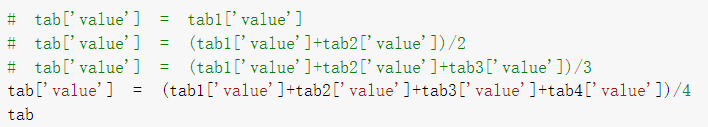 # tab['value'] = tab1['value']
# tab['value'] = (tab1['value']+tab2['value'])/2
# tab['value'] = (tab1['value']+tab2['value']+tab3['value'])/3
tab['value'] = (tab1['value']+tab2['value']+tab3['value']+tab4['value'])/4
tab